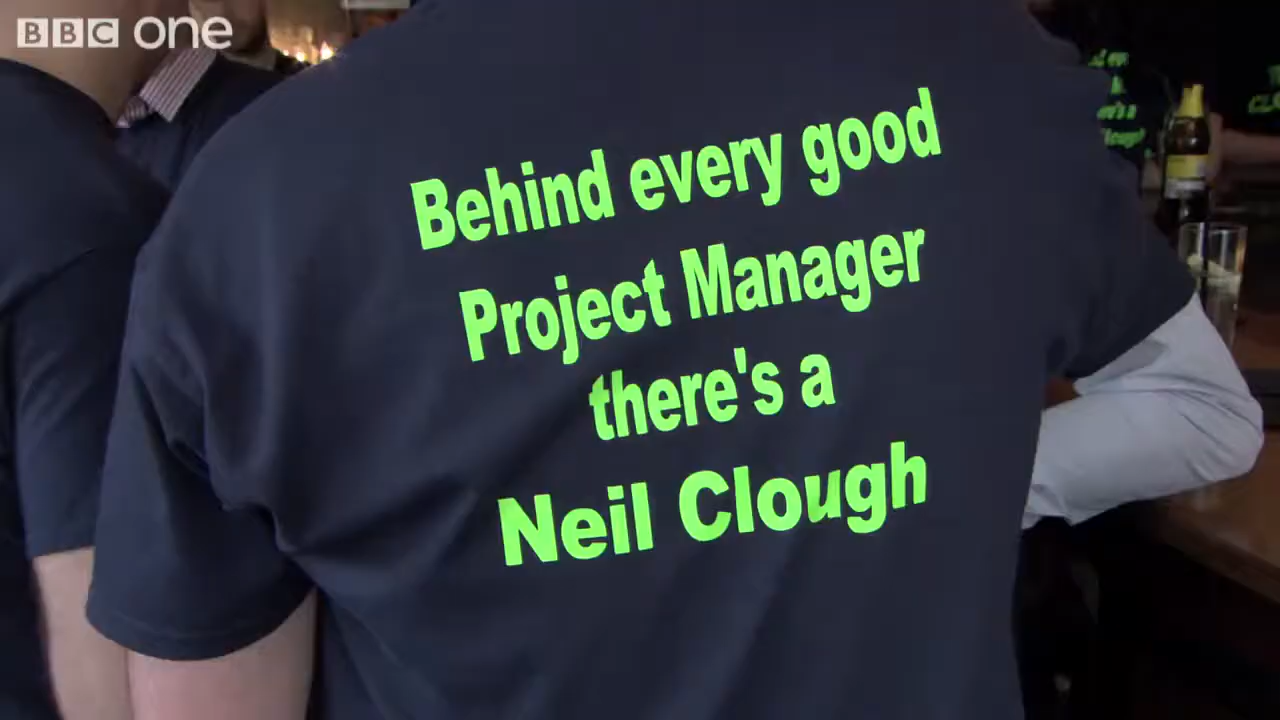 BBC one
Behind every good
Project Manager
there's a
Neil Clough